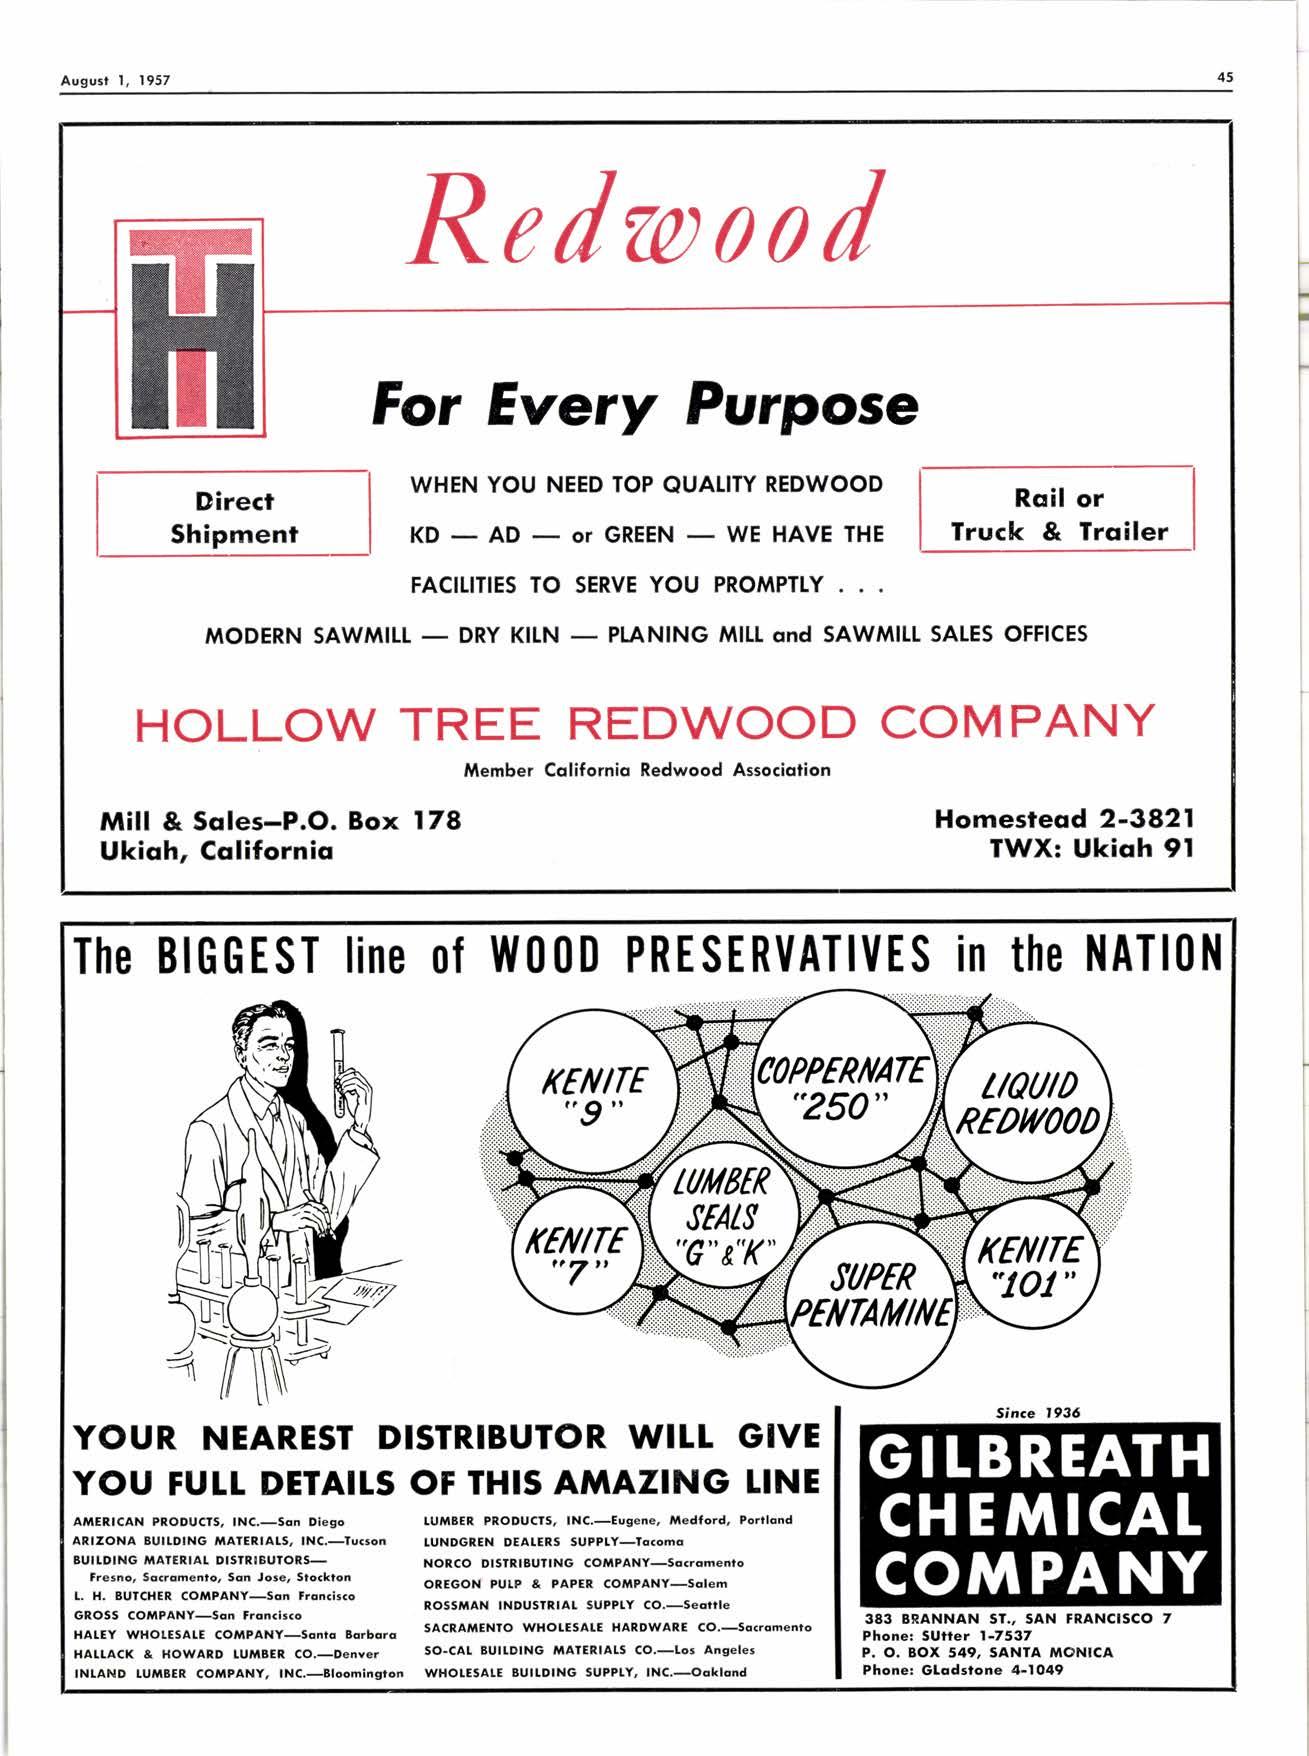 August 1, 1957
45
Redwood
TH
For Every Purpose
Direct
Shipment
WHEN YOU NEED TOP QUALITY REDWOOD
KD — AD — or GREEN — WE HAVE THE
FACILITIES TO SERVE YOU PROMPTLY . . .
Rail or
Truck & Trailer
MODERN SAWMILL — DRY KILN — PLANING MILL and SAWMILL SALES OFFICES
HOLLOW TREE REDWOOD COMPANY
Member California Redwood Association
Mill & Sales—P.O. Box 178
Ukiah, California
Homestead 2-3821
TWX: Ukiah 91
The BIGGEST line of WOOD PRESERVATIVES in the NATION
KENITE
"9"
COPPERNATE
"250"
LIQUID
REDWOOD
KENITE
"7"
LUMBER
SEALS
"G" & "K"
SUPER
PENTAMINE
KENITE
"101"
YOUR NEAREST DISTRIBUTOR WILL GIVE
YOU FULL DETAILS OF THIS AMAZING LINE
AMERICAN PRODUCTS, INC.—San Diego
ARIZONA BUILDING MATERIALS, INC.—Tucson
BUILDING MATERIAL DISTRIBUTORS—
Fresno, Sacramento, San Jose, Stockton
L. H. BUTCHER COMPANY—San Francisco
GROSS COMPANY—San Francisco
HALEY WHOLESALE COMPANY—Santa Barbara
HALLACK & HOWARD LUMBER CO.—Denver
INLAND LUMBER COMPANY, INC.—Bloomington
LUMBER PRODUCTS, INC.—Eugene, Medford, Portland
LUNDGREN DEALERS SUPPLY—Tacoma
NORCO DISTRIBUTING COMPANY—Sacramento
OREGON PULP & PAPER COMPANY—Salem
ROSSMAN INDUSTRIAL SUPPLY CO.—Seattle
SACRAMENTO WHOLESALE HARDWARE CO.—Sacramento
SO-CAL BUILDING MATERIALS CO.—Los Angeles
WHOLESALE BUILDING SUPPLY, INC.—Oakland
Since 1936
GILBREATH
CHEMICAL
COMPANY
383 BRANNAN ST., SAN FRANCISCO 7
Phone: SUtter 1-7537
P. O. BOX 549, SANTA MONICA
Phone: GLadstone 4-1049